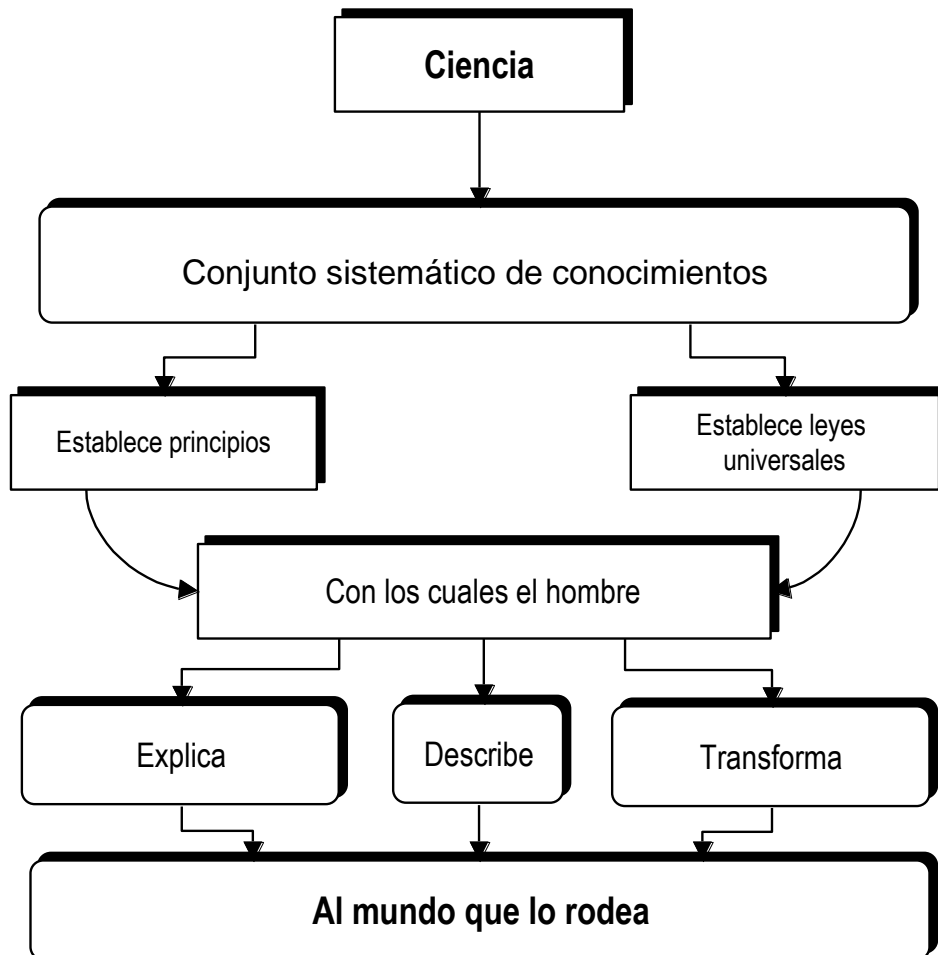 Ciencia
Conjunto sistemático de conocimientos
Establece principios
Establece leyes
universales
Con los cuales el hombre
Explica
Describe
Transforma
Al mundo que lo rodea